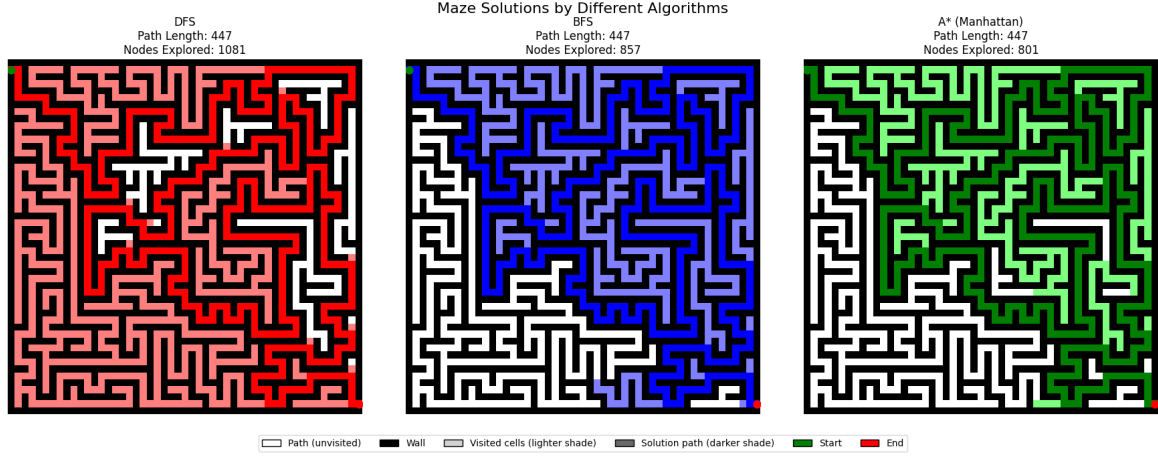 Maze Solutions by Different Algorithms
DFS
Path Length: 447
Nodes Explored: 1081
BFS
Path Length: 447
Nodes Explored: 857
A* (Manhattan)
Path Length: 447
Nodes Explored: 801
Path (unvisited)
Wall
Visited cells (lighter shade)
Solution path (darker shade)
Start
End